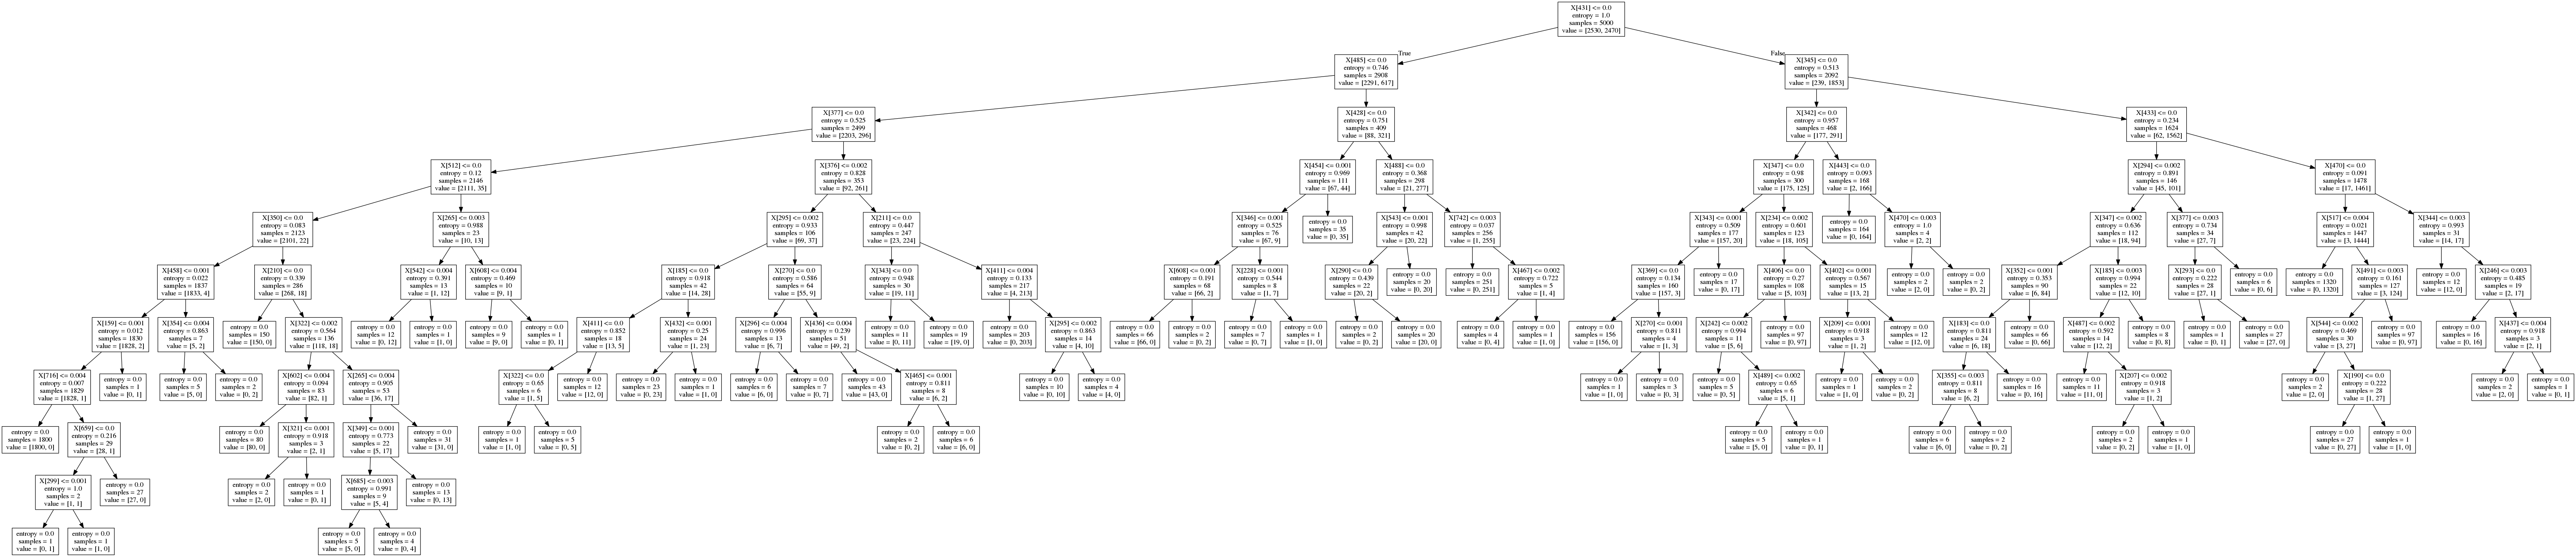 X[431] <= 0.0
entropy = 1.0
samples = 5000
value = [2530, 2470]
True
False
X[485] <= 0.0
entropy = 0.746
samples = 2908
value = [2291, 617]
X[345] <= 0.0
entropy = 0.513
samples = 2092
value = [239, 1853]
X[377] <= 0.0
entropy = 0.525
samples = 2499
value = [2203, 296]
X[428] <= 0.0
entropy = 0.751
samples = 409
value = [88, 321]
X[342] <= 0.0
entropy = 0.957
samples = 468
value = [177, 291]
X[433] <= 0.0
entropy = 0.234
samples = 1624
value = [62, 1562]
X[512] <= 0.0
entropy = 0.12
samples = 2146
value = [2111, 35]
X[376] <= 0.002
entropy = 0.828
samples = 353
value = [92, 261]
X[454] <= 0.001
entropy = 0.969
samples = 111
value = [67, 44]
X[488] <= 0.0
entropy = 0.368
samples = 298
value = [21, 277]
X[347] <= 0.0
entropy = 0.98
samples = 300
value = [175, 125]
X[443] <= 0.0
entropy = 0.093
samples = 168
value = [2, 166]
X[294] <= 0.002
entropy = 0.891
samples = 146
value = [45, 101]
X[470] <= 0.0
entropy = 0.091
samples = 1478
value = [17, 1461]
X[350] <= 0.0
entropy = 0.083
samples = 2123
value = [2101, 22]
X[265] <= 0.003
entropy = 0.988
samples = 23
value = [10, 13]
X[295] <= 0.002
entropy = 0.933
samples = 106
value = [69, 37]
X[211] <= 0.0
entropy = 0.447
samples = 247
value = [23, 224]
X[346] <= 0.001
entropy = 0.525
samples = 76
value = [67, 9]
entropy = 0.0
samples = 35
value = [0, 35]
X[543] <= 0.001
entropy = 0.998
samples = 42
value = [20, 22]
X[742] <= 0.003
entropy = 0.037
samples = 256
value = [1, 255]
X[343] <= 0.001
entropy = 0.509
samples = 177
value = [157, 20]
X[234] <= 0.002
entropy = 0.601
samples = 123
value = [18, 105]
entropy = 0.0
samples = 164
value = [0, 164]
X[470] <= 0.003
entropy = 1.0
samples = 4
value = [2, 2]
X[347] <= 0.002
entropy = 0.636
samples = 112
value = [18, 94]
X[377] <= 0.003
entropy = 0.734
samples = 34
value = [27, 7]
X[517] <= 0.004
entropy = 0.021
samples = 1447
value = [3, 1444]
X[344] <= 0.003
entropy = 0.993
samples = 31
value = [14, 17]
X[458] <= 0.001
entropy = 0.022
samples = 1837
value = [1833, 4]
X[210] <= 0.0
entropy = 0.339
samples = 286
value = [268, 18]
X[542] <= 0.004
entropy = 0.391
samples = 13
value = [1, 12]
X[608] <= 0.004
entropy = 0.469
samples = 10
value = [9, 1]
X[185] <= 0.0
entropy = 0.918
samples = 42
value = [14, 28]
X[270] <= 0.0
entropy = 0.586
samples = 64
value = [55, 9]
X[343] <= 0.0
entropy = 0.948
samples = 30
value = [19, 11]
X[411] <= 0.004
entropy = 0.133
samples = 217
value = [4, 213]
X[608] <= 0.001
entropy = 0.191
samples = 68
value = [66, 2]
X[228] <= 0.001
entropy = 0.544
samples = 8
value = [1, 7]
X[290] <= 0.0
entropy = 0.439
samples = 22
value = [20, 2]
entropy = 0.0
samples = 20
value = [0, 20]
entropy = 0.0
samples = 251
value = [0, 251]
X[467] <= 0.002
entropy = 0.722
samples = 5
value = [1, 4]
X[369] <= 0.0
entropy = 0.134
samples = 160
value = [157, 3]
entropy = 0.0
samples = 17
value = [0, 17]
X[406] <= 0.0
entropy = 0.27
samples = 108
value = [5, 103]
X[402] <= 0.001
entropy = 0.567
samples = 15
value = [13, 2]
entropy = 0.0
samples = 2
value = [2, 0]
entropy = 0.0
samples = 2
value = [0, 2]
X[352] <= 0.001
entropy = 0.353
samples = 90
value = [6, 84]
X[185] <= 0.003
entropy = 0.994
samples = 22
value = [12, 10]
X[293] <= 0.0
entropy = 0.222
samples = 28
value = [27, 1]
entropy = 0.0
samples = 6
value = [0, 6]
entropy = 0.0
samples = 1320
value = [0, 1320]
X[491] <= 0.003
entropy = 0.161
samples = 127
value = [3, 124]
entropy = 0.0
samples = 12
value = [12, 0]
X[246] <= 0.003
entropy = 0.485
samples = 19
value = [2, 17]
X[159] <= 0.001
entropy = 0.012
samples = 1830
value = [1828, 2]
X[354] <= 0.004
entropy = 0.863
samples = 7
value = [5, 2]
entropy = 0.0
samples = 150
value = [150, 0]
X[322] <= 0.002
entropy = 0.564
samples = 136
value = [118, 18]
entropy = 0.0
samples = 12
value = [0, 12]
entropy = 0.0
samples = 1
value = [1, 0]
entropy = 0.0
samples = 9
value = [9, 0]
entropy = 0.0
samples = 1
value = [0, 1]
X[411] <= 0.0
entropy = 0.852
samples = 18
value = [13, 5]
X[432] <= 0.001
entropy = 0.25
samples = 24
value = [1, 23]
X[296] <= 0.004
entropy = 0.996
samples = 13
value = [6, 7]
X[436] <= 0.004
entropy = 0.239
samples = 51
value = [49, 2]
entropy = 0.0
samples = 11
value = [0, 11]
entropy = 0.0
samples = 19
value = [19, 0]
entropy = 0.0
samples = 203
value = [0, 203]
X[295] <= 0.002
entropy = 0.863
samples = 14
value = [4, 10]
entropy = 0.0
samples = 66
value = [66, 0]
entropy = 0.0
samples = 2
value = [0, 2]
entropy = 0.0
samples = 7
value = [0, 7]
entropy = 0.0
samples = 1
value = [1, 0]
entropy = 0.0
samples = 2
value = [0, 2]
entropy = 0.0
samples = 20
value = [20, 0]
entropy = 0.0
samples = 4
value = [0, 4]
entropy = 0.0
samples = 1
value = [1, 0]
entropy = 0.0
samples = 156
value = [156, 0]
X[270] <= 0.001
entropy = 0.811
samples = 4
value = [1, 3]
X[242] <= 0.002
entropy = 0.994
samples = 11
value = [5, 6]
entropy = 0.0
samples = 97
value = [0, 97]
X[209] <= 0.001
entropy = 0.918
samples = 3
value = [1, 2]
entropy = 0.0
samples = 12
value = [12, 0]
X[183] <= 0.0
entropy = 0.811
samples = 24
value = [6, 18]
entropy = 0.0
samples = 66
value = [0, 66]
X[487] <= 0.002
entropy = 0.592
samples = 14
value = [12, 2]
entropy = 0.0
samples = 8
value = [0, 8]
entropy = 0.0
samples = 1
value = [0, 1]
entropy = 0.0
samples = 27
value = [27, 0]
X[544] <= 0.002
entropy = 0.469
samples = 30
value = [3, 27]
entropy = 0.0
samples = 97
value = [0, 97]
entropy = 0.0
samples = 16
value = [0, 16]
X[437] <= 0.004
entropy = 0.918
samples = 3
value = [2, 1]
X[716] <= 0.004
entropy = 0.007
samples = 1829
value = [1828, 1]
entropy = 0.0
samples = 1
value = [0, 1]
entropy = 0.0
samples = 5
value = [5, 0]
entropy = 0.0
samples = 2
value = [0, 2]
X[602] <= 0.004
entropy = 0.094
samples = 83
value = [82, 1]
X[265] <= 0.004
entropy = 0.905
samples = 53
value = [36, 17]
X[322] <= 0.0
entropy = 0.65
samples = 6
value = [1, 5]
entropy = 0.0
samples = 12
value = [12, 0]
entropy = 0.0
samples = 23
value = [0, 23]
entropy = 0.0
samples = 1
value = [1, 0]
entropy = 0.0
samples = 6
value = [6, 0]
entropy = 0.0
samples = 7
value = [0, 7]
entropy = 0.0
samples = 43
value = [43, 0]
X[465] <= 0.001
entropy = 0.811
samples = 8
value = [6, 2]
entropy = 0.0
samples = 10
value = [0, 10]
entropy = 0.0
samples = 4
value = [4, 0]
entropy = 0.0
samples = 1
value = [1, 0]
entropy = 0.0
samples = 3
value = [0, 3]
entropy = 0.0
samples = 5
value = [0, 5]
X[489] <= 0.002
entropy = 0.65
samples = 6
value = [5, 1]
entropy = 0.0
samples = 1
value = [1, 0]
entropy = 0.0
samples = 2
value = [0, 2]
X[355] <= 0.003
entropy = 0.811
samples = 8
value = [6, 2]
entropy = 0.0
samples = 16
value = [0, 16]
entropy = 0.0
samples = 11
value = [11, 0]
X[207] <= 0.002
entropy = 0.918
samples = 3
value = [1, 2]
entropy = 0.0
samples = 2
value = [2, 0]
X[190] <= 0.0
entropy = 0.222
samples = 28
value = [1, 27]
entropy = 0.0
samples = 2
value = [2, 0]
entropy = 0.0
samples = 1
value = [0, 1]
entropy = 0.0
samples = 1800
value = [1800, 0]
X[659] <= 0.0
entropy = 0.216
samples = 29
value = [28, 1]
entropy = 0.0
samples = 80
value = [80, 0]
X[321] <= 0.001
entropy = 0.918
samples = 3
value = [2, 1]
X[349] <= 0.001
entropy = 0.773
samples = 22
value = [5, 17]
entropy = 0.0
samples = 31
value = [31, 0]
entropy = 0.0
samples = 1
value = [1, 0]
entropy = 0.0
samples = 5
value = [0, 5]
entropy = 0.0
samples = 2
value = [0, 2]
entropy = 0.0
samples = 6
value = [6, 0]
entropy = 0.0
samples = 5
value = [5, 0]
entropy = 0.0
samples = 1
value = [0, 1]
entropy = 0.0
samples = 6
value = [6, 0]
entropy = 0.0
samples = 2
value = [0, 2]
entropy = 0.0
samples = 2
value = [0, 2]
entropy = 0.0
samples = 1
value = [1, 0]
entropy = 0.0
samples = 27
value = [0, 27]
entropy = 0.0
samples = 1
value = [1, 0]
X[299] <= 0.001
entropy = 1.0
samples = 2
value = [1, 1]
entropy = 0.0
samples = 27
value = [27, 0]
entropy = 0.0
samples = 2
value = [2, 0]
entropy = 0.0
samples = 1
value = [0, 1]
X[685] <= 0.003
entropy = 0.991
samples = 9
value = [5, 4]
entropy = 0.0
samples = 13
value = [0, 13]
entropy = 0.0
samples = 1
value = [0, 1]
entropy = 0.0
samples = 1
value = [1, 0]
entropy = 0.0
samples = 5
value = [5, 0]
entropy = 0.0
samples = 4
value = [0, 4]